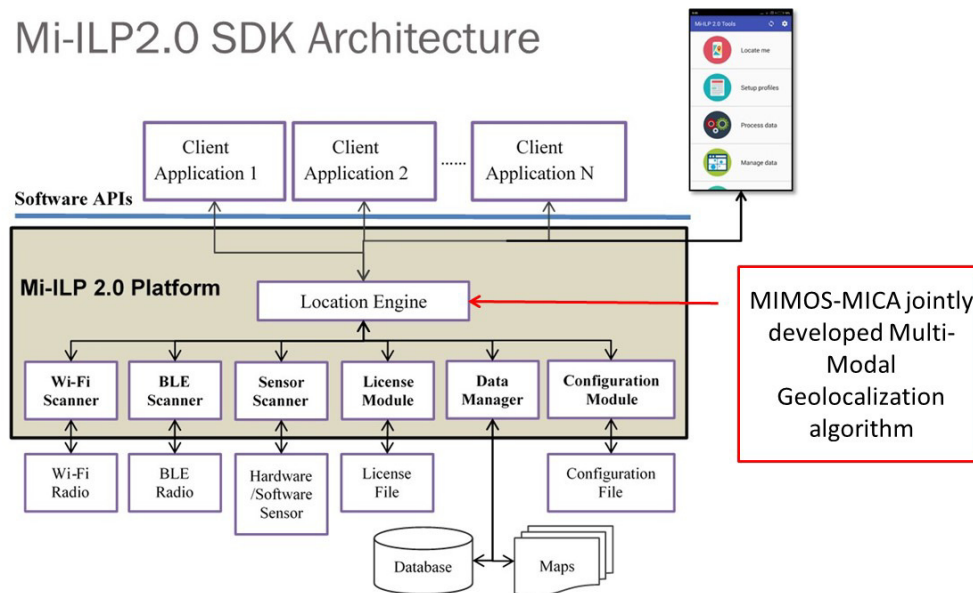 Mi-ILP2.0 SDK Architecture
Mi-ILP 2.0 Tools
Locate me
Setup profiles
Process data
Manage data
Client
Application 1
Client
Application 2
......
Client
Application N
Software APIs
Mi-ILP 2.0 Platform
Location Engine
MIMOS-MICA jointly
developed Multi-
Modal
Geolocalization
algorithm
Wi-Fi
Scanner
BLE
Scanner
Sensor
Scanner
License
Module
Data
Manager
Configuration
Module
Wi-Fi
Radio
BLE
Radio
Hardware
/Software
Sensor
License
File
Configuration
File
Database
Maps